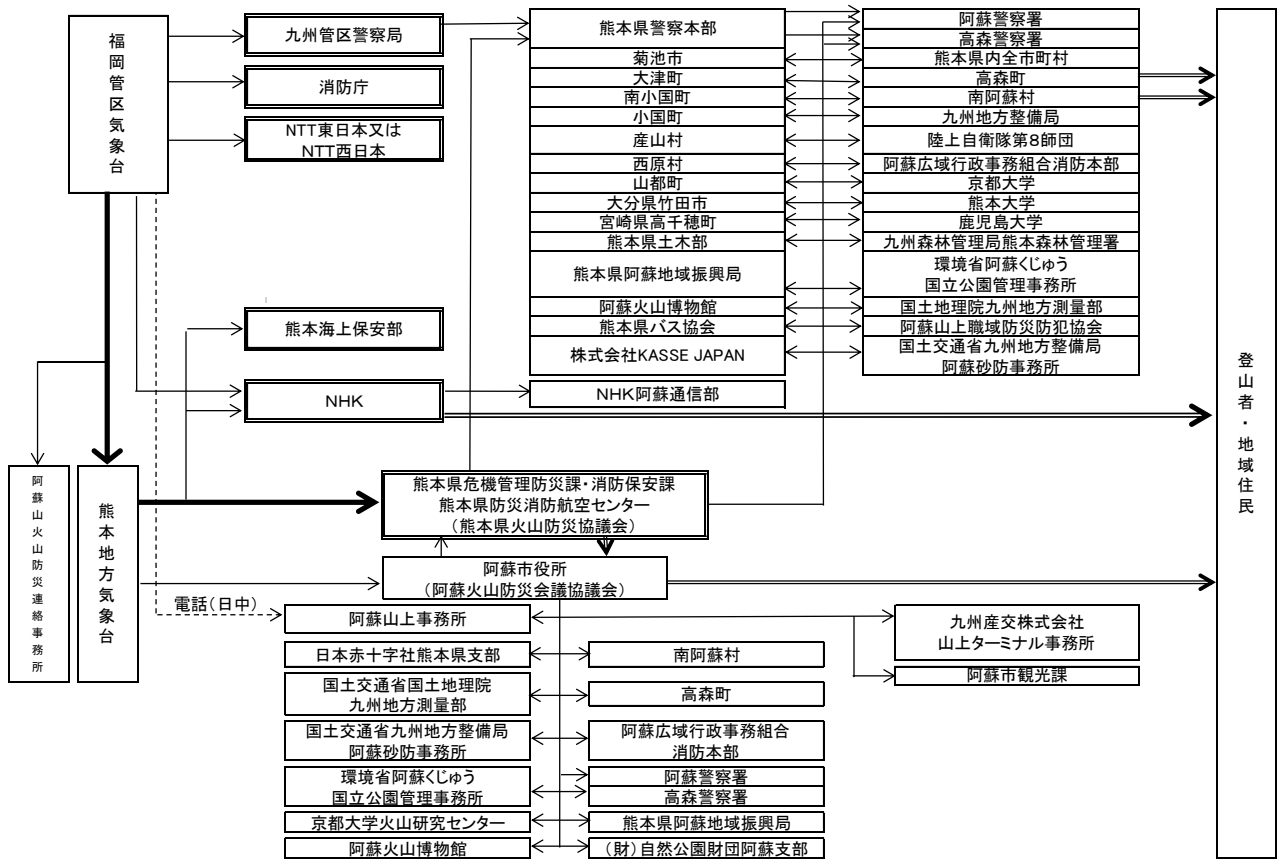 福岡管区気象台
九州管区警察局
消防庁
NTT東日本又は
NTT西日本
熊本海上保安部
NHK
熊本県警察本部
菊池市
大津町
南小国町
小国町
産山村
西原村
山都町
大分県竹田市
宮崎県高千穂町
熊本県土木部
熊本県阿蘇地域振興局
阿蘇火山博物館
熊本県バス協会
株式会社KASSE JAPAN
NHK阿蘇通信部
阿蘇警察署
高森警察署
熊本県内全市町村
高森町
南阿蘇村
九州地方整備局
陸上自衛隊第8師団
阿蘇広域行政事務組合消防本部
京都大学
熊本大学
鹿児島大学
九州森林管理局熊本森林管理署
環境省阿蘇くじゅう
国立公園管理事務所
国土地理院九州地方測量部
阿蘇山上職域防災防犯協会
国土交通省九州地方整備局
阿蘇砂防事務所
登山者・地域住民
阿蘇山火山防災連絡事務所
熊本地方気象台
熊本県危機管理防災課・消防保安課
熊本県防災消防航空センター
(熊本県火山防災協議会)
阿蘇市役所
(阿蘇火山防災会議協議会)
電話(日中)
阿蘇山上事務所
日本赤十字社熊本県支部
国土交通省国土地理院
九州地方測量部
国土交通省九州地方整備局
阿蘇砂防事務所
環境省阿蘇くじゅう
国立公園管理事務所
京都大学火山研究センター
阿蘇火山博物館
南阿蘇村
高森町
阿蘇広域行政事務組合
消防本部
阿蘇警察署
高森警察署
熊本県阿蘇地域振興局
(財)自然公園財団阿蘇支部
九州産交株式会社
山上ターミナル事務所
阿蘇市観光課